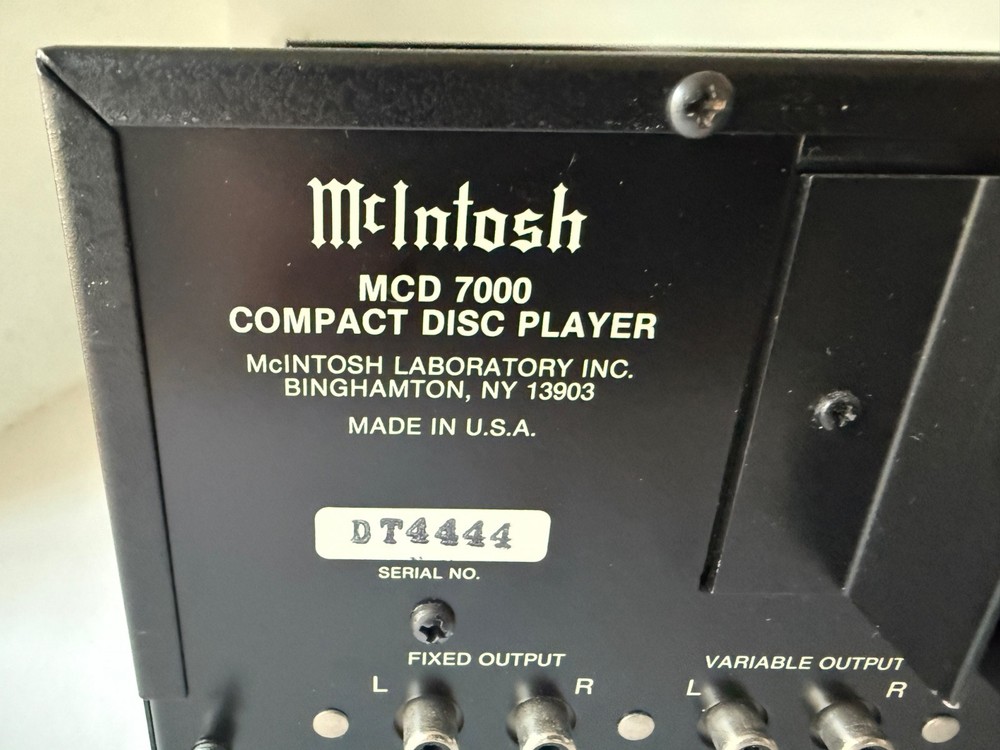 McIntosh
MCD 7000
COMPACT DISC PLAYER
McINTOSH LABORATORY INC.
BINGHAMTON, NY 13903
MADE IN U.S.A.
DT4444
SERIAL NO.
FIXED OUTPUT
L R
VARIABLE OUTPUT
L R